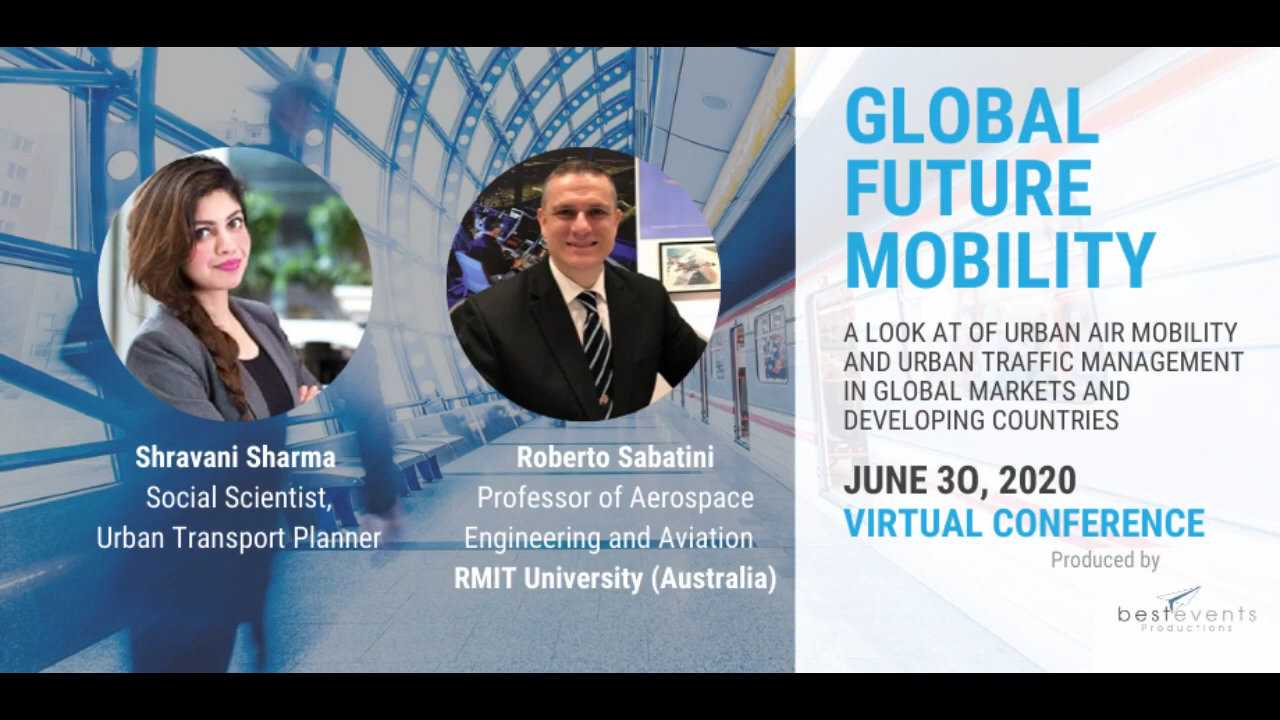 Shravani Sharma
Social Scientist,
Urban Transport Planner
Roberto Sabatini
Professor of Aerospace
Engineering and Aviation
RMIT University (Australia)
GLOBAL
FUTURE
MOBILITY
A LOOK AT OF URBAN AIR MOBILITY
AND URBAN TRAFFIC MANAGEMENT
IN GLOBAL MARKETS AND
DEVELOPING COUNTRIES
JUNE 30, 2020
VIRTUAL CONFERENCE
Produced by
bestevents
Productions